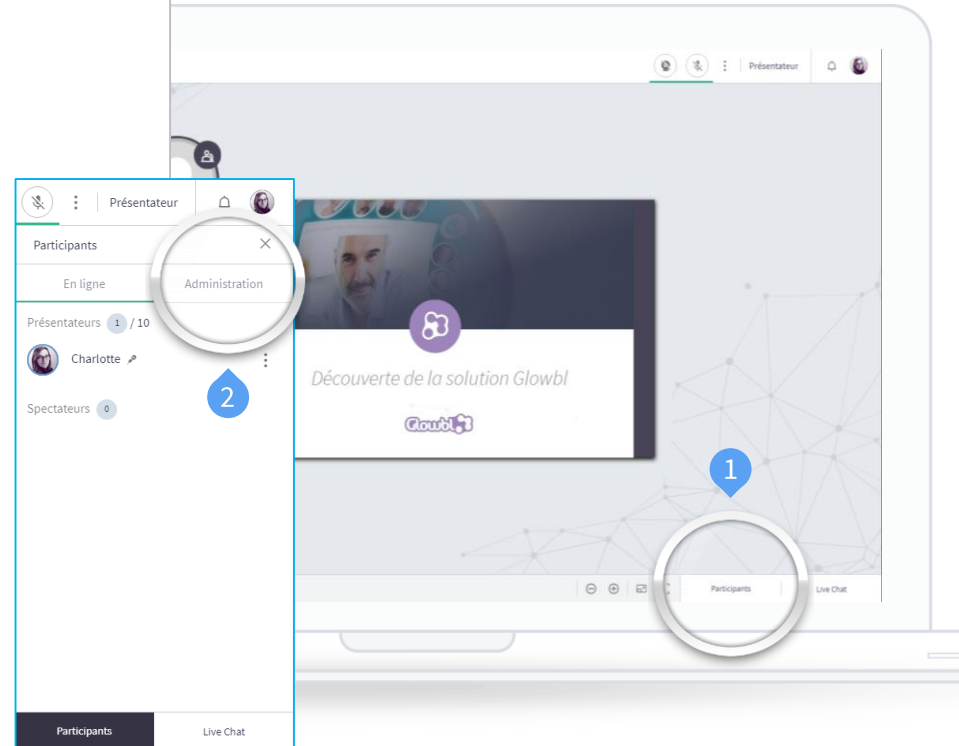 Présentateur
Présentateur
Participants
En ligne
Administration
Présentateurs 1 / 10
Charlotte
Spectateurs 0
2
Découverte de la solution Glowbl
Glowbl
1
Participants
Live Chat
Participants
Live Chat